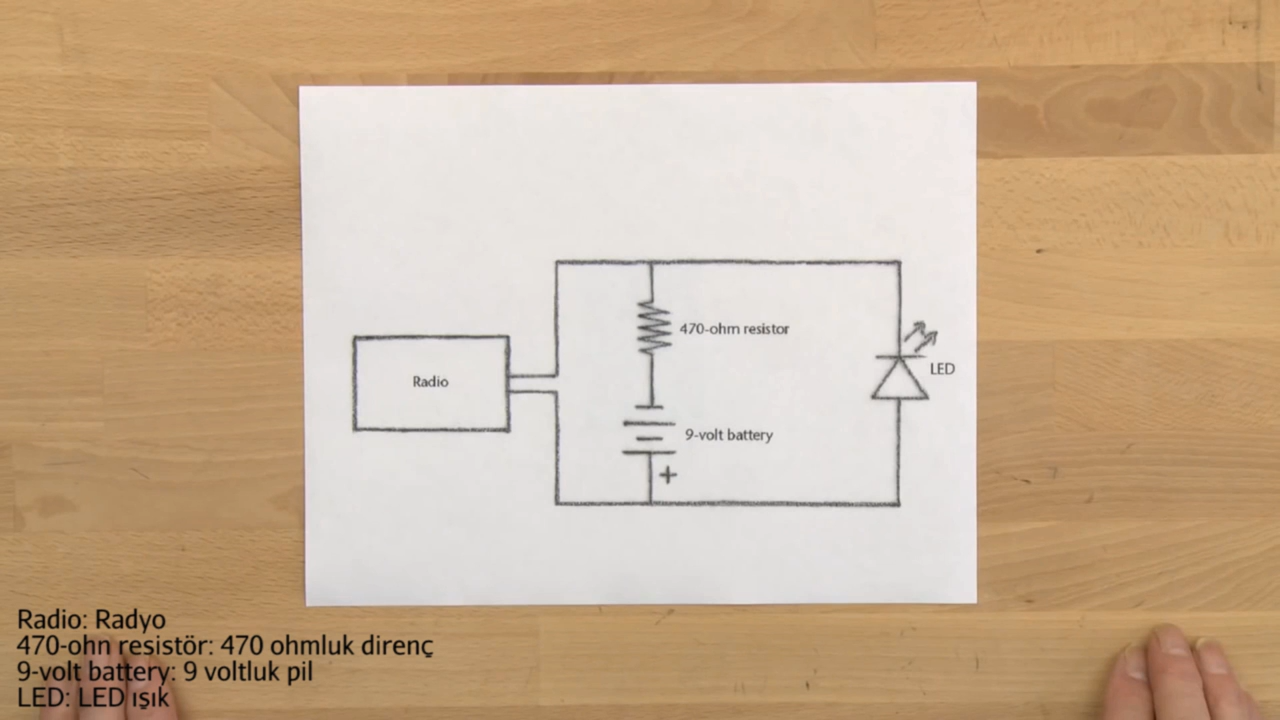 470-ohm resistor
Radio
LED
9-volt battery
+
Radio: Radyo
470-ohn resistör: 470 ohmluk direnç
9-volt battery: 9 voltluk pil
LED: LED ışık